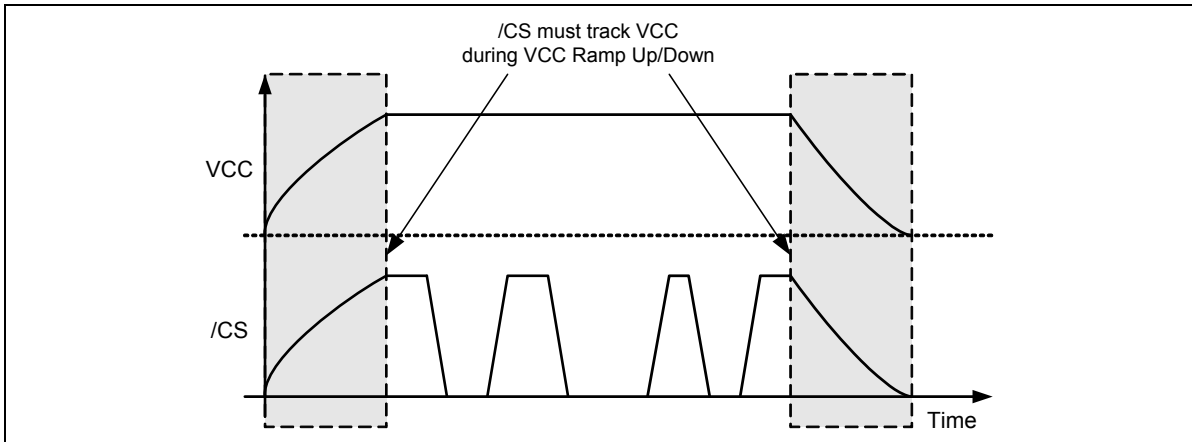 /CS must track VCC
during VCC Ramp Up/Down
VCC
/CS
Time